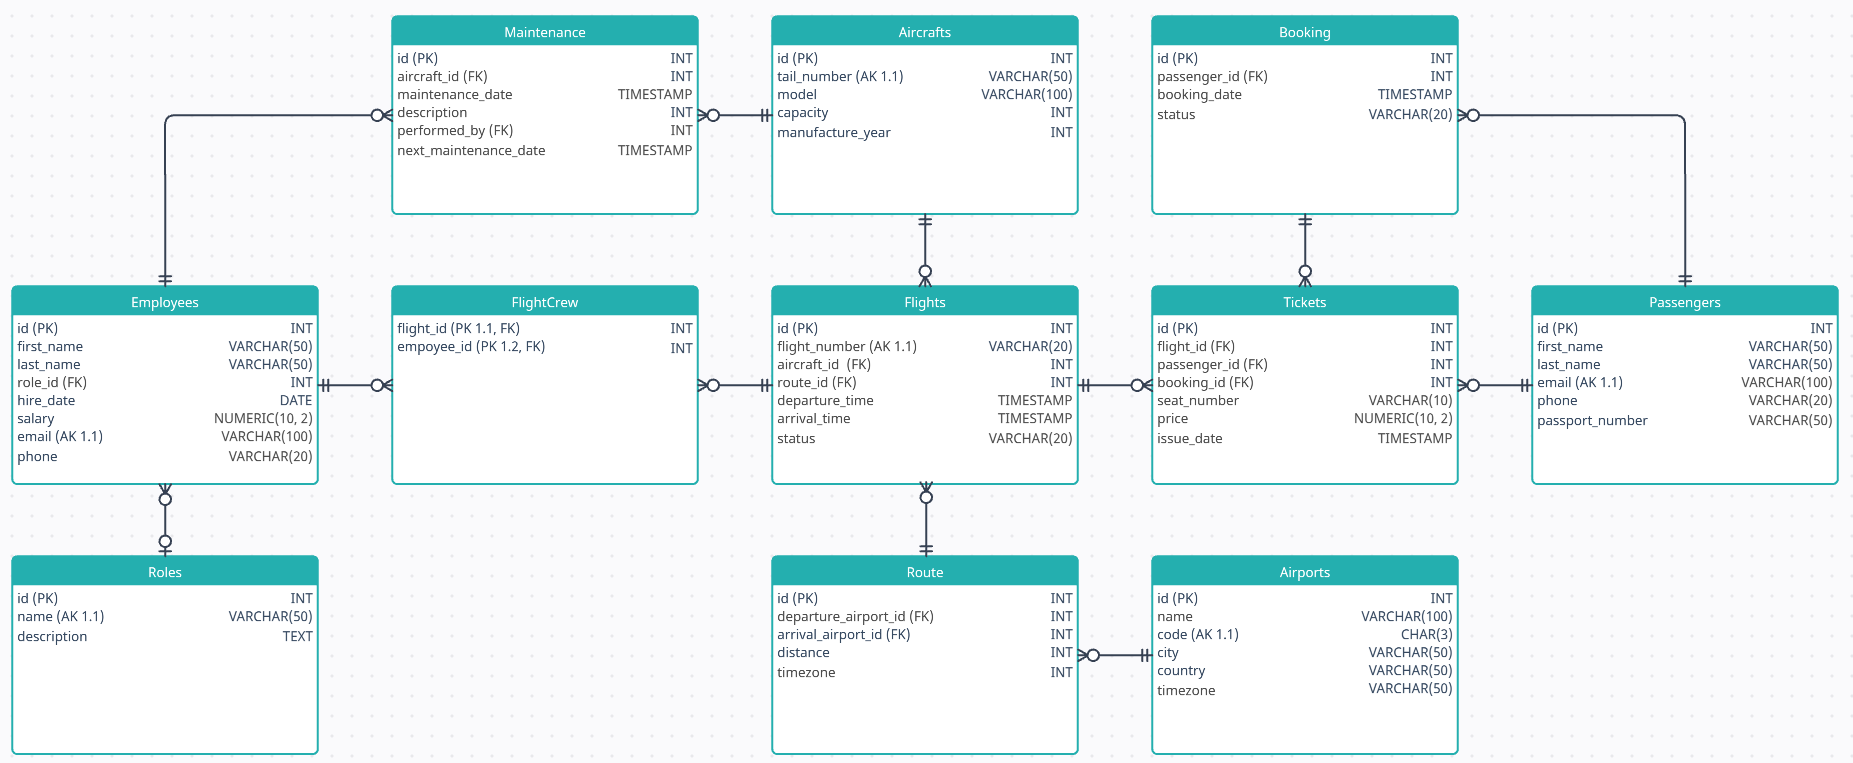 Maintenance
id (PK) INT
aircraft_id (FK) INT
maintenance_date TIMESTAMP
description INT
performed_by (FK) INT
next_maintenance_date TIMESTAMP
Aircrafts
id (PK) INT
tail_number (AK 1.1) VARCHAR(50)
model VARCHAR(100)
capacity INT
manufacture_year INT
Booking
id (PK) INT
passenger_id (FK) INT
booking_date TIMESTAMP
status VARCHAR(20)
Employees
id (PK) INT
first_name VARCHAR(50)
last_name VARCHAR(50)
role_id (FK) INT
hire_date DATE
salary NUMERIC(10, 2)
email (AK 1.1) VARCHAR(100)
phone VARCHAR(20)
FlightCrew
flight_id (PK 1.1, FK) INT
empoyee_id (PK 1.2, FK) INT
Flights
id (PK) INT
flight_number (AK 1.1) VARCHAR(20)
aircraft_id (FK) INT
route_id (FK) INT
departure_time TIMESTAMP
arrival_time TIMESTAMP
status VARCHAR(20)
Tickets
id (PK) INT
flight_id (FK) INT
passenger_id (FK) INT
booking_id (FK) INT
seat_number VARCHAR(10)
price NUMERIC(10, 2)
issue_date TIMESTAMP
Passengers
id (PK) INT
first_name VARCHAR(50)
last_name VARCHAR(50)
email (AK 1.1) VARCHAR(100)
phone VARCHAR(20)
passport_number VARCHAR(50)
Roles
id (PK) INT
name (AK 1.1) VARCHAR(50)
description TEXT
Route
id (PK) INT
departure_airport_id (FK) INT
arrival_airport_id (FK) INT
distance INT
timezone INT
Airports
id (PK) INT
name VARCHAR(100)
code (AK 1.1) CHAR(3)
city VARCHAR(50)
country VARCHAR(50)
timezone VARCHAR(50)